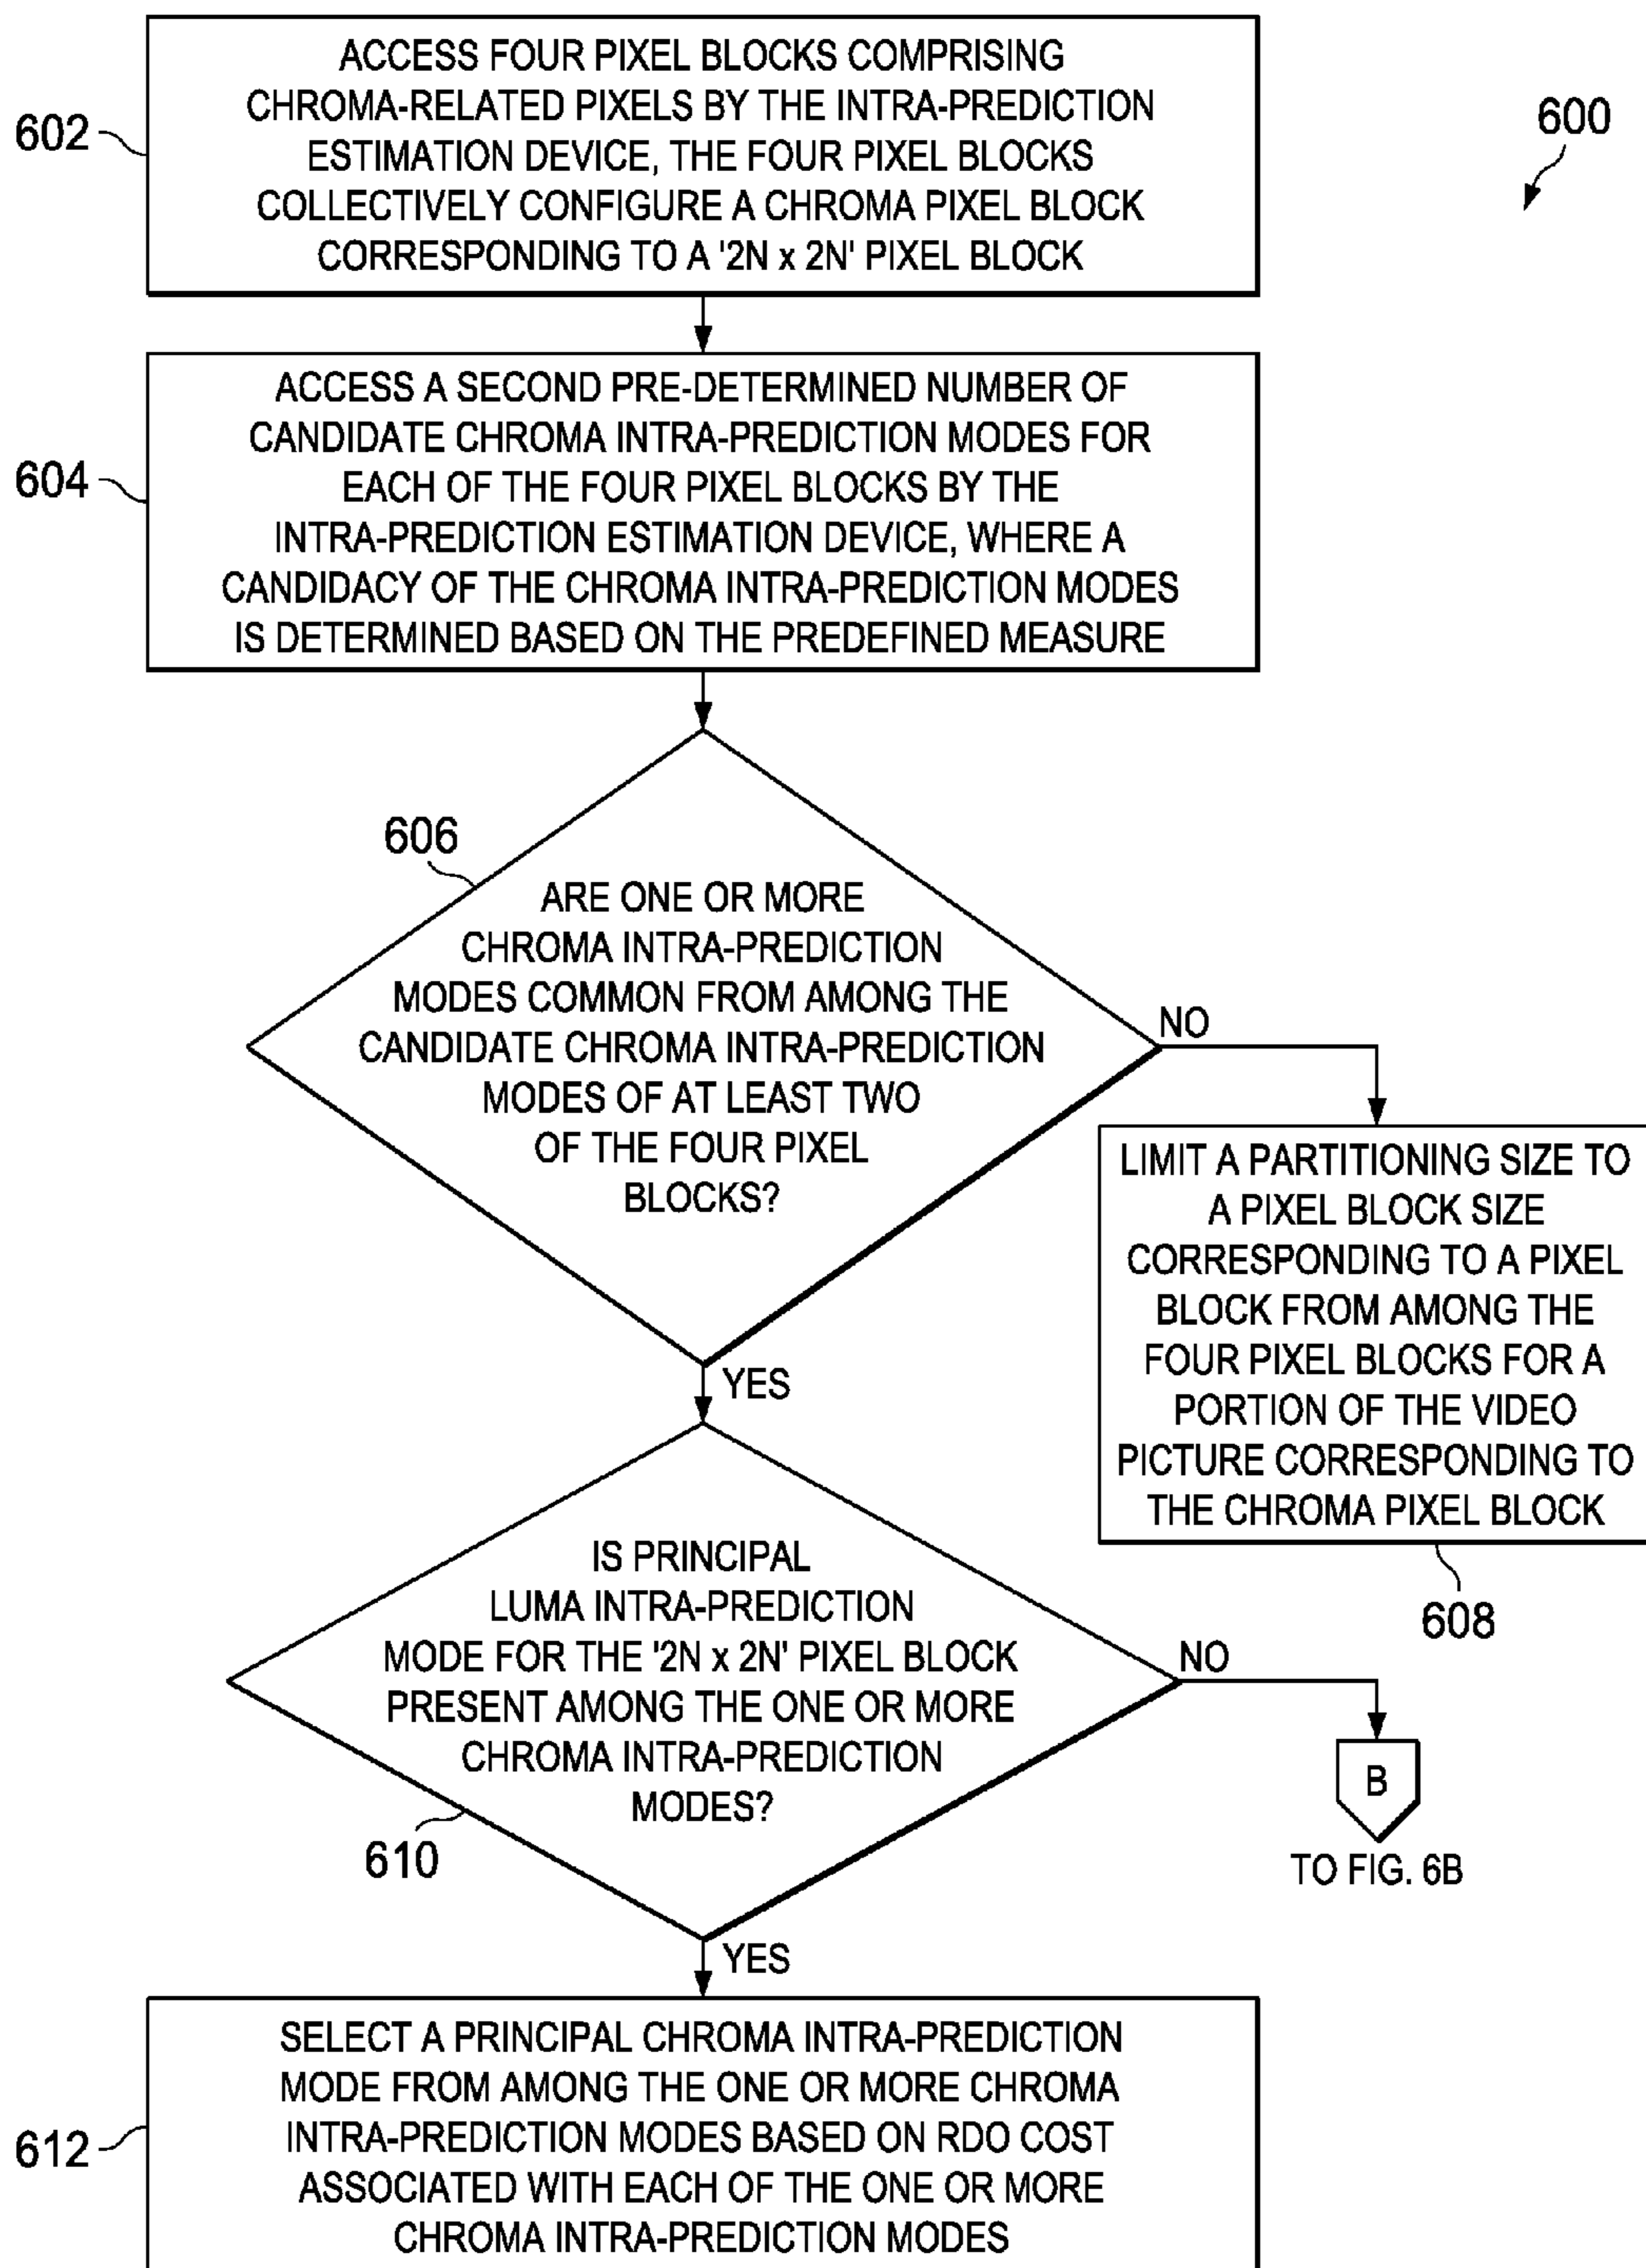 600
602
ACCESS FOUR PIXEL BLOCKS COMPRISING
CHROMA-RELATED PIXELS BY THE INTRA-PREDICTION
ESTIMATION DEVICE, THE FOUR PIXEL BLOCKS
COLLECTIVELY CONFIGURE A CHROMA PIXEL BLOCK
CORRESPONDING TO A '2N x 2N' PIXEL BLOCK
604
ACCESS A SECOND PRE-DETERMINED NUMBER OF
CANDIDATE CHROMA INTRA-PREDICTION MODES FOR
EACH OF THE FOUR PIXEL BLOCKS BY THE
INTRA-PREDICTION ESTIMATION DEVICE, WHERE A
CANDIDACY OF THE CHROMA INTRA-PREDICTION MODES
IS DETERMINED BASED ON THE PREDEFINED MEASURE
606
ARE ONE OR MORE
CHROMA INTRA-PREDICTION
MODES COMMON FROM AMONG THE
CANDIDATE CHROMA INTRA-PREDICTION
MODES OF AT LEAST TWO
OF THE FOUR PIXEL
BLOCKS?
NO
LIMIT A PARTITIONING SIZE TO
A PIXEL BLOCK SIZE
CORRESPONDING TO A PIXEL
BLOCK FROM AMONG THE
FOUR PIXEL BLOCKS FOR A
PORTION OF THE VIDEO
PICTURE CORRESPONDING TO
THE CHROMA PIXEL BLOCK
608
YES
IS PRINCIPAL
LUMA INTRA-PREDICTION
MODE FOR THE '2N x 2N' PIXEL BLOCK
PRESENT AMONG THE ONE OR MORE
CHROMA INTRA-PREDICTION
MODES?
610
NO
B
TO FIG. 6B
YES
612
SELECT A PRINCIPAL CHROMA INTRA-PREDICTION
MODE FROM AMONG THE ONE OR MORE CHROMA
INTRA-PREDICTION MODES BASED ON RDO COST
ASSOCIATED WITH EACH OF THE ONE OR MORE
CHROMA INTRA-PREDICTION MODES